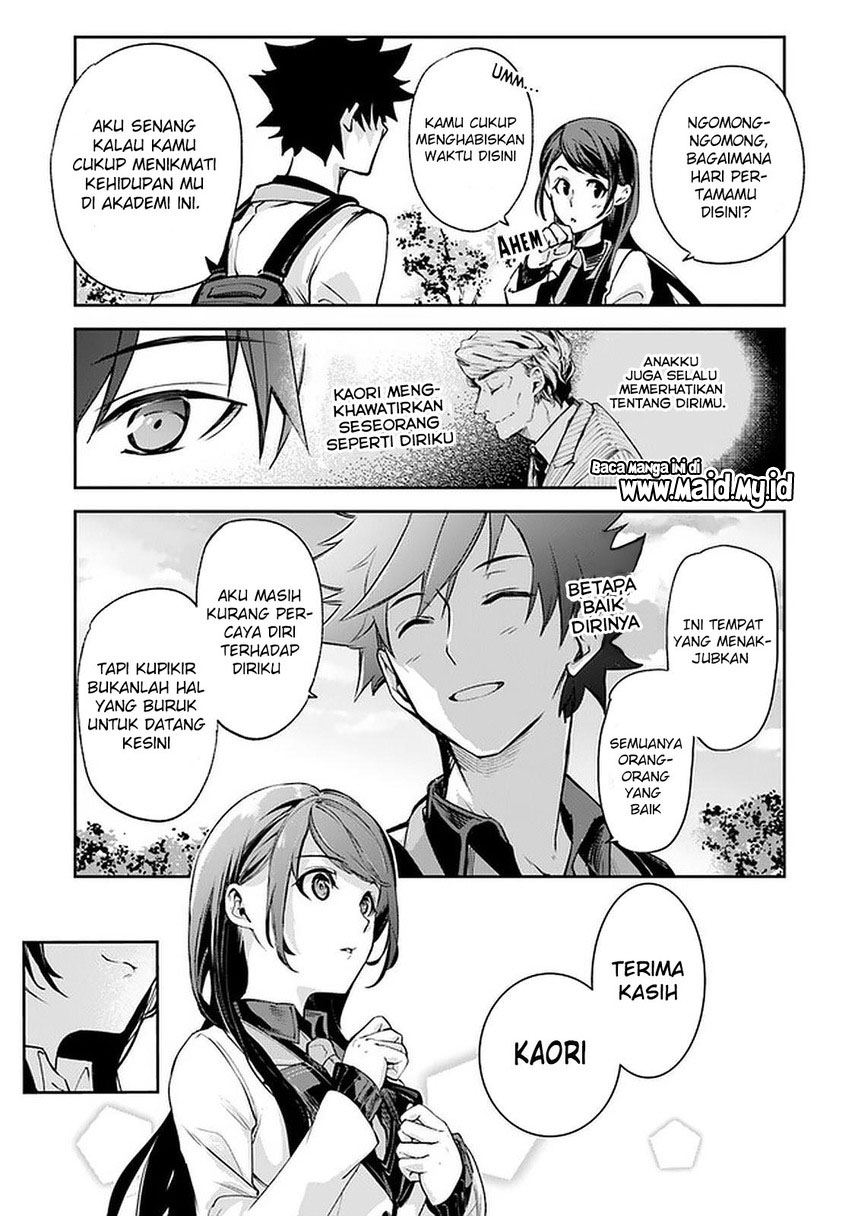 NGOMONG-
NGOMONG,
BAGAIMANA
HARI PER-
TAMAMU
DISINI?
AHEM
UMM...
KAMU CUKUP
MENGHABISKAN
WAKTU DISINI
AKU SENANG
KALAU KAMU
CUKUP MENIKMATI
KEHIDUPAN MU
DI AKADEMI INI.
ANAKKU
JUGA SELALU
MEMERHATIKAN
TENTANG DIRIMU.
KAORI MENG-
KHAWATIRKAN
SESEORANG
SEPERTI DIRIKU
Baca Manga ini di
www.Maid.My.id
INI TEMPAT
YANG MENAK-
JUBKAN
SEMUANYA
ORANG-
ORANG
YANG
BAIK
BETAPA
BAIK
DIRINYA
AKU MASIH
KURANG PER-
CAYA DIRI
TERHADAP
DIRIKU
TAPI KUPIKIR
BUKANLAH HAL
YANG BURUK
UNTUK DATANG
KESINI
TERIMA
KASIH
KAORI